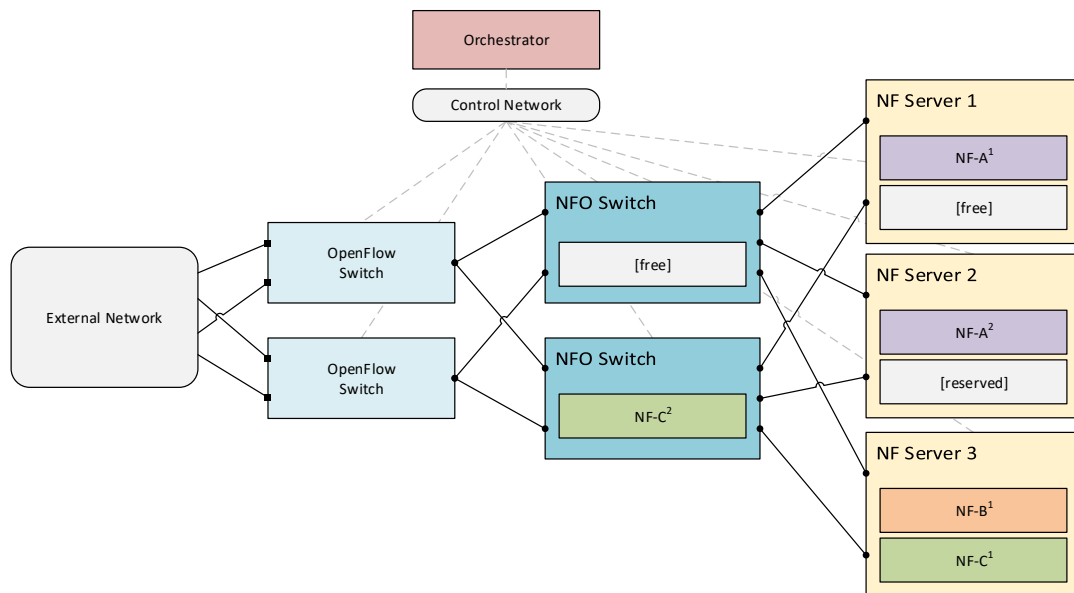 Orchestrator
Control Network
External Network
OpenFlow
Switch
OpenFlow
Switch
NFO Switch
[free]
NFO Switch
NF-C²
NF Server 1
NF-A¹
[free]
NF Server 2
NF-A²
[reserved]
NF Server 3
NF-B¹
NF-C¹